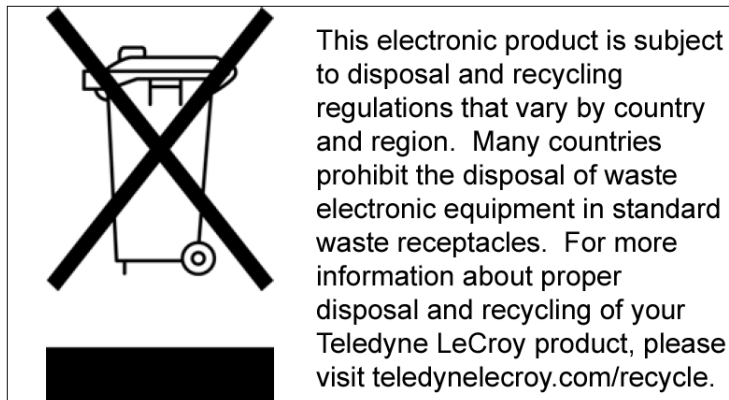 This electronic product is subject
to disposal and recycling
regulations that vary by country
and region.  Many countries
prohibit the disposal of waste
electronic equipment in standard
waste receptacles.  For more
information about proper
disposal and recycling of your
Teledyne LeCroy product, please
visit teledynelecroy.com/recycle.